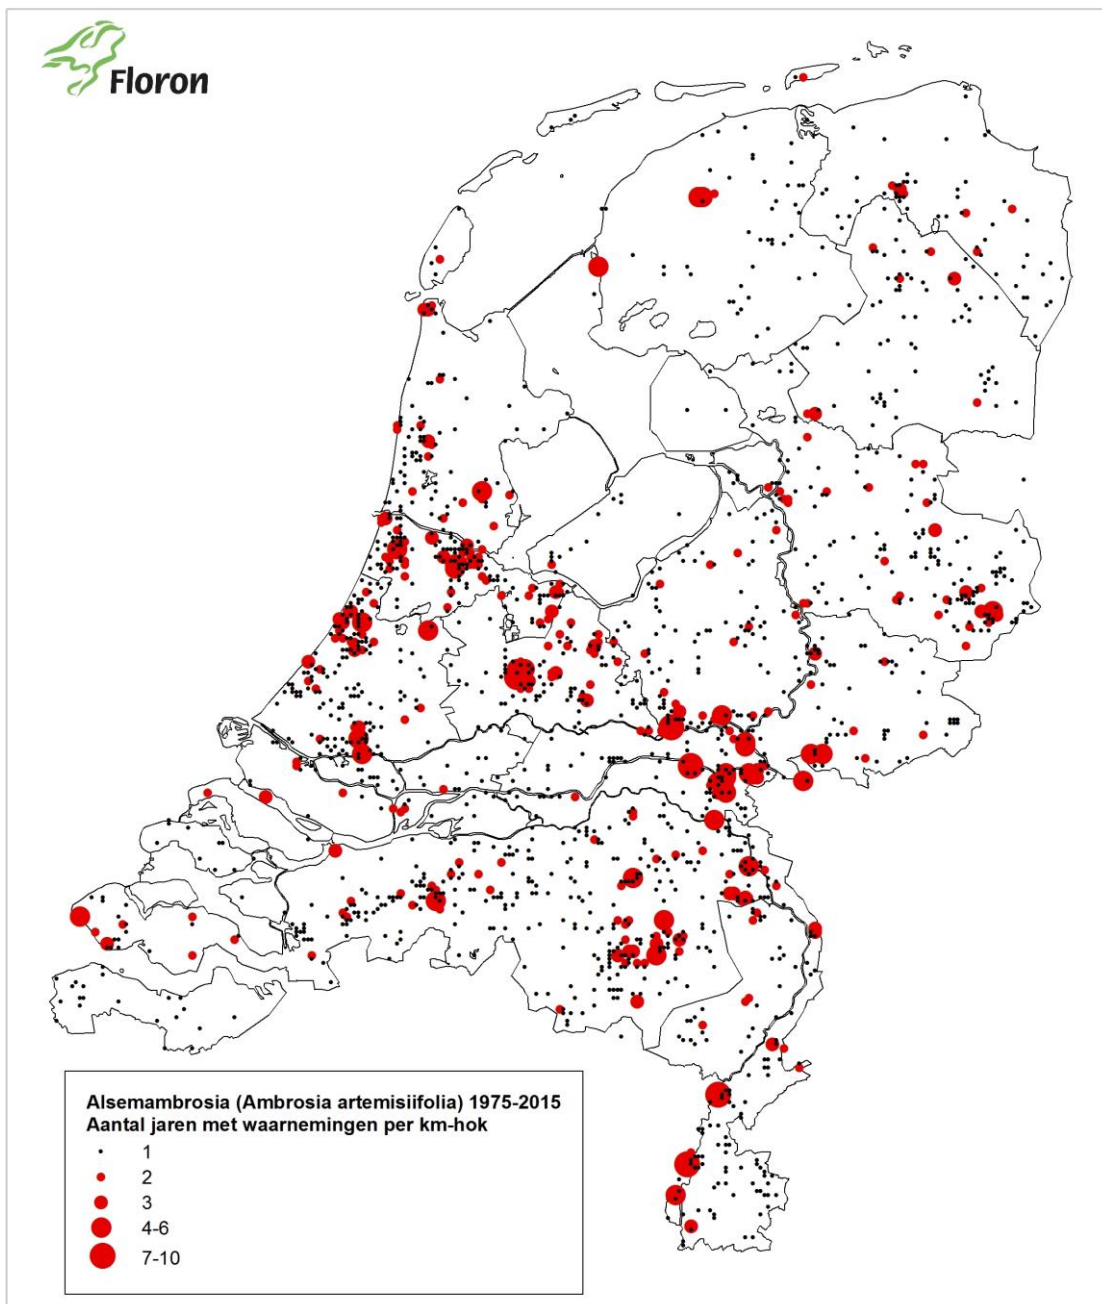 Floron
Alsemambrosia (Ambrosia artemisiifolia) 1975-2015
Aantal jaren met waarnemingen per km-hok
1
2
3
4-6
7-10